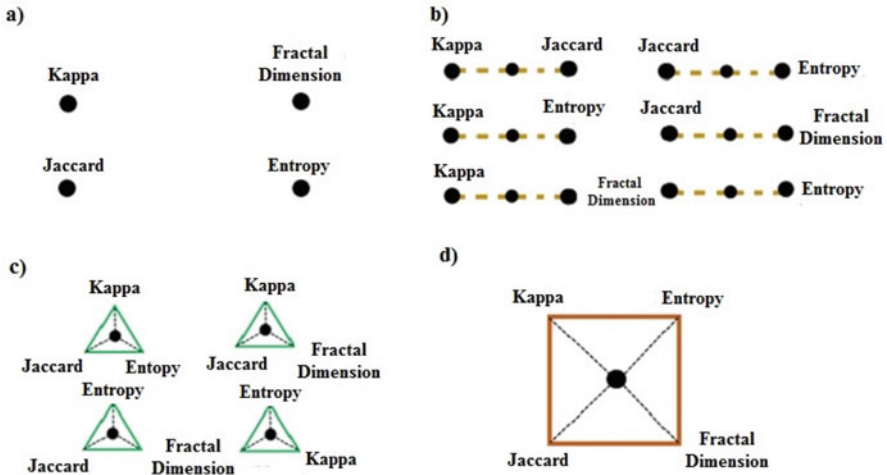 a)
Kappa
Fractal
Dimension
Jaccard
Entropy
b)
Kappa Jaccard
Jaccard
Entropy
Kappa
Entropy
Jaccard
Fractal
Dimension
Kappa
Fractal
Dimension
Entropy
c)
Kappa
Jaccard Entopy
Kappa
Jaccard
Fractal
Dimension
Entropy
Jaccard
Fractal
Dimension
Entropy
Kappa
d)
Kappa Entropy
Jaccard
Fractal
Dimension